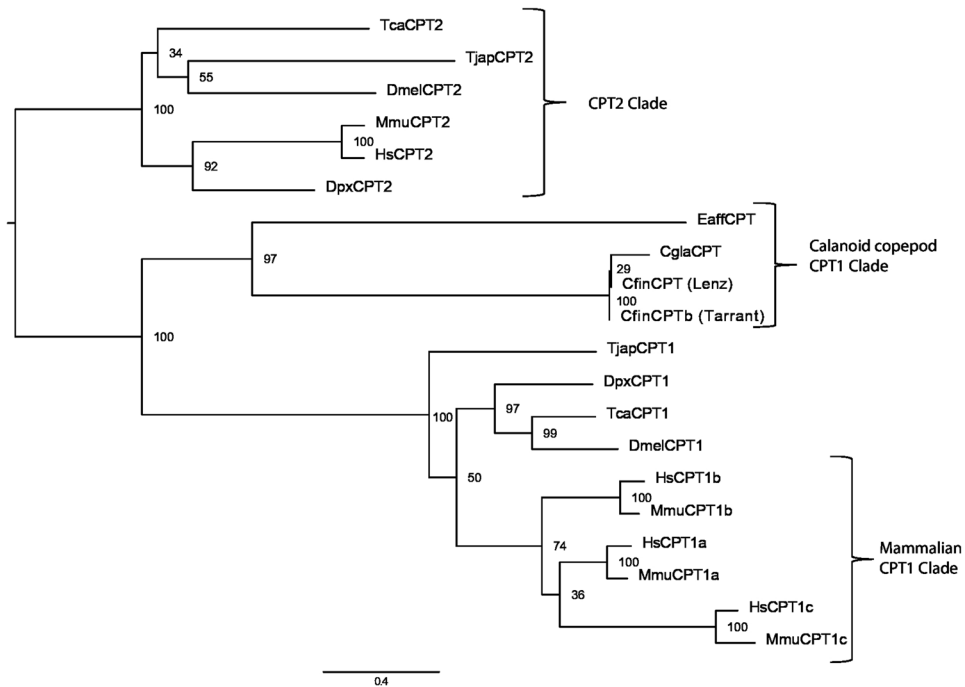 TcaCPT2
34
TjapCPT2
55
DmelCPT2
100
CPT2 Clade
MmuCPT2
100
HsCPT2
92
DpxCPT2
EaffCPT
97
CglaCPT
29
CfinCPT (Lenz)
100
CfinCPTb (Tarrant)
Calanoid copepod
CPT1 Clade
100
TjapCPT1
DpxCPT1
97
100
TcaCPT1
99
DmelCPT1
50
HsCPT1b
100
MmuCPT1b
74
HsCPT1a
100
MmuCPT1a
36
HsCPT1c
100
MmuCPT1c
Mammalian
CPT1 Clade
0.4